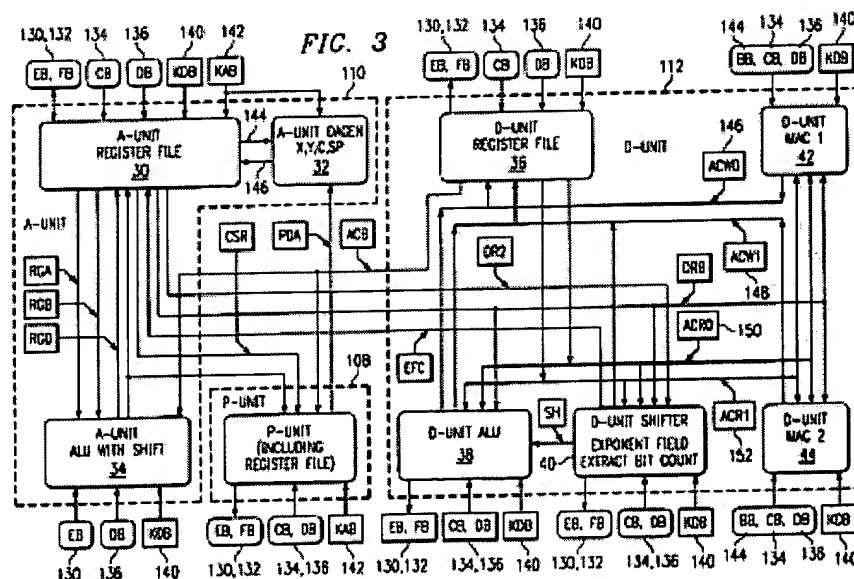 FIG. 3
130, 132
134
136
140
142
130, 132
134
136
140
144
134
136
140
EB, FB
CB
DB
KDB
KAB
EB, FB
CB
DB
KDB
BB, CB, DB
KDB
110
112
A-UNIT
REGISTER FILE
30
144
146
A-UNIT DAGEN
X,Y,C,SP
32
D-UNIT
REGISTER FILE
36
D-UNIT
146
ACW0
D-UNIT
MAC 1
42
A-UNIT
CSR
PDA
ACB
DR2
ACW1
148
DRB
RGA
RGB
RGD
ACR0
150
EFC
108
P-UNIT
P-UNIT
(INCLUDING
REGISTER FILE)
SH
ACR1
152
A-UNIT
ALU WITH SHIFT
34
D-UNIT ALU
38
D-UNIT SHIFTER
EXPONENT FIELD
EXTRACT BIT COUNT
40
D-UNIT
MAC 2
44
EB
DB
KDB
130
136
140
EB, FB
CB, DB
KAB
130,132
134,136
142
EB, FB
CB, DB
KDB
130,132
134,136
140
EB, FB
CB, DB
KDB
130,132
134,136
140
BB, CB, DB
KDB
144
134
136
140